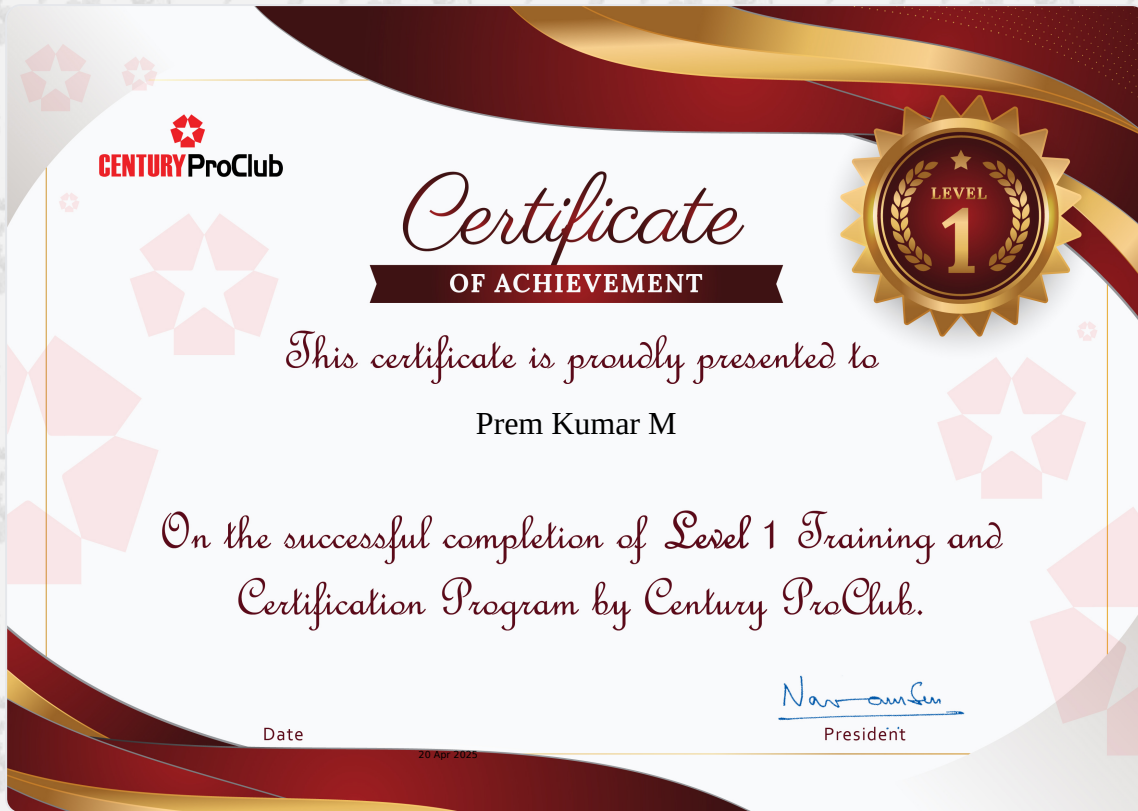 CENTURY ProClub
Certificate
OF ACHIEVEMENT
LEVEL
1
This certificate is proudly presented to
Prem Kumar M
On the successful completion of Level 1 Training and
Certification Program by Century ProClub.
Date
President
20 Apr 2025